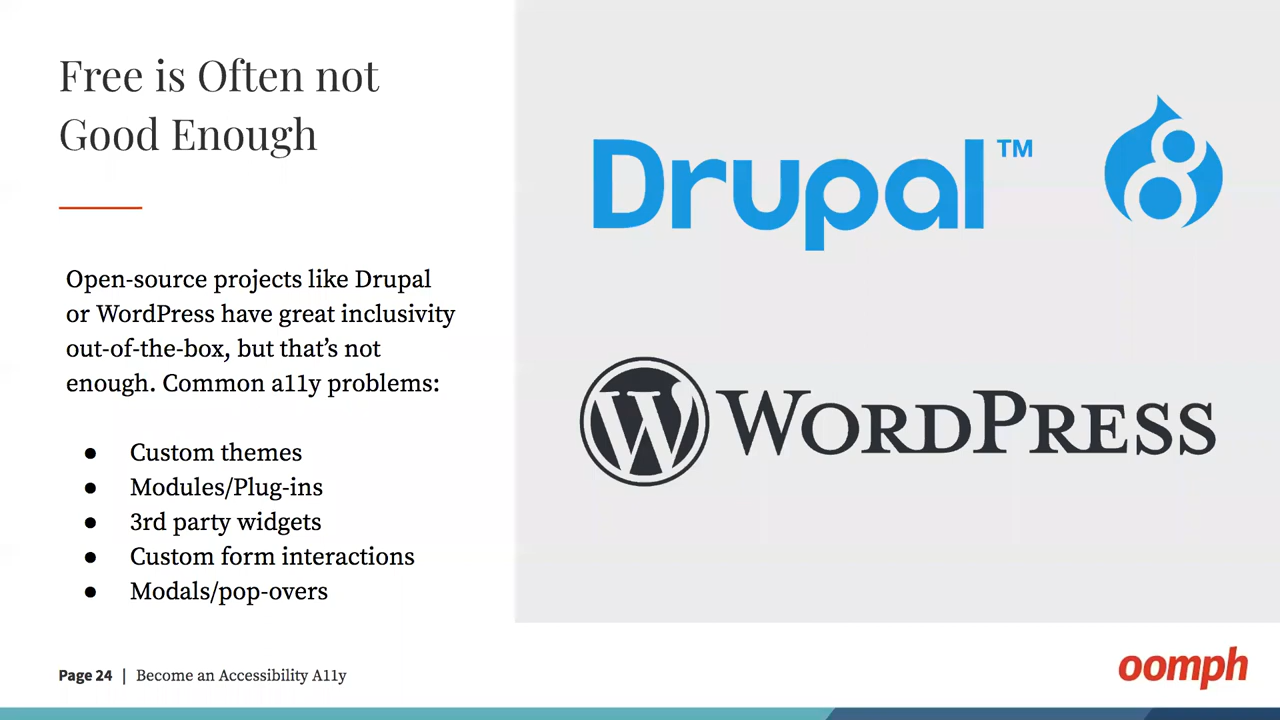 Free is Often not
Good Enough
Open-source projects like Drupal
or WordPress have great inclusivity
out-of-the-box, but that’s not
enough. Common a11y problems:
● Custom themes
● Modules/Plug-ins
● 3rd party widgets
● Custom form interactions
● Modals/pop-overs
Drupal™
8
W WORDPRESS
Page 24 | Become an Accessibility A11y
oomph